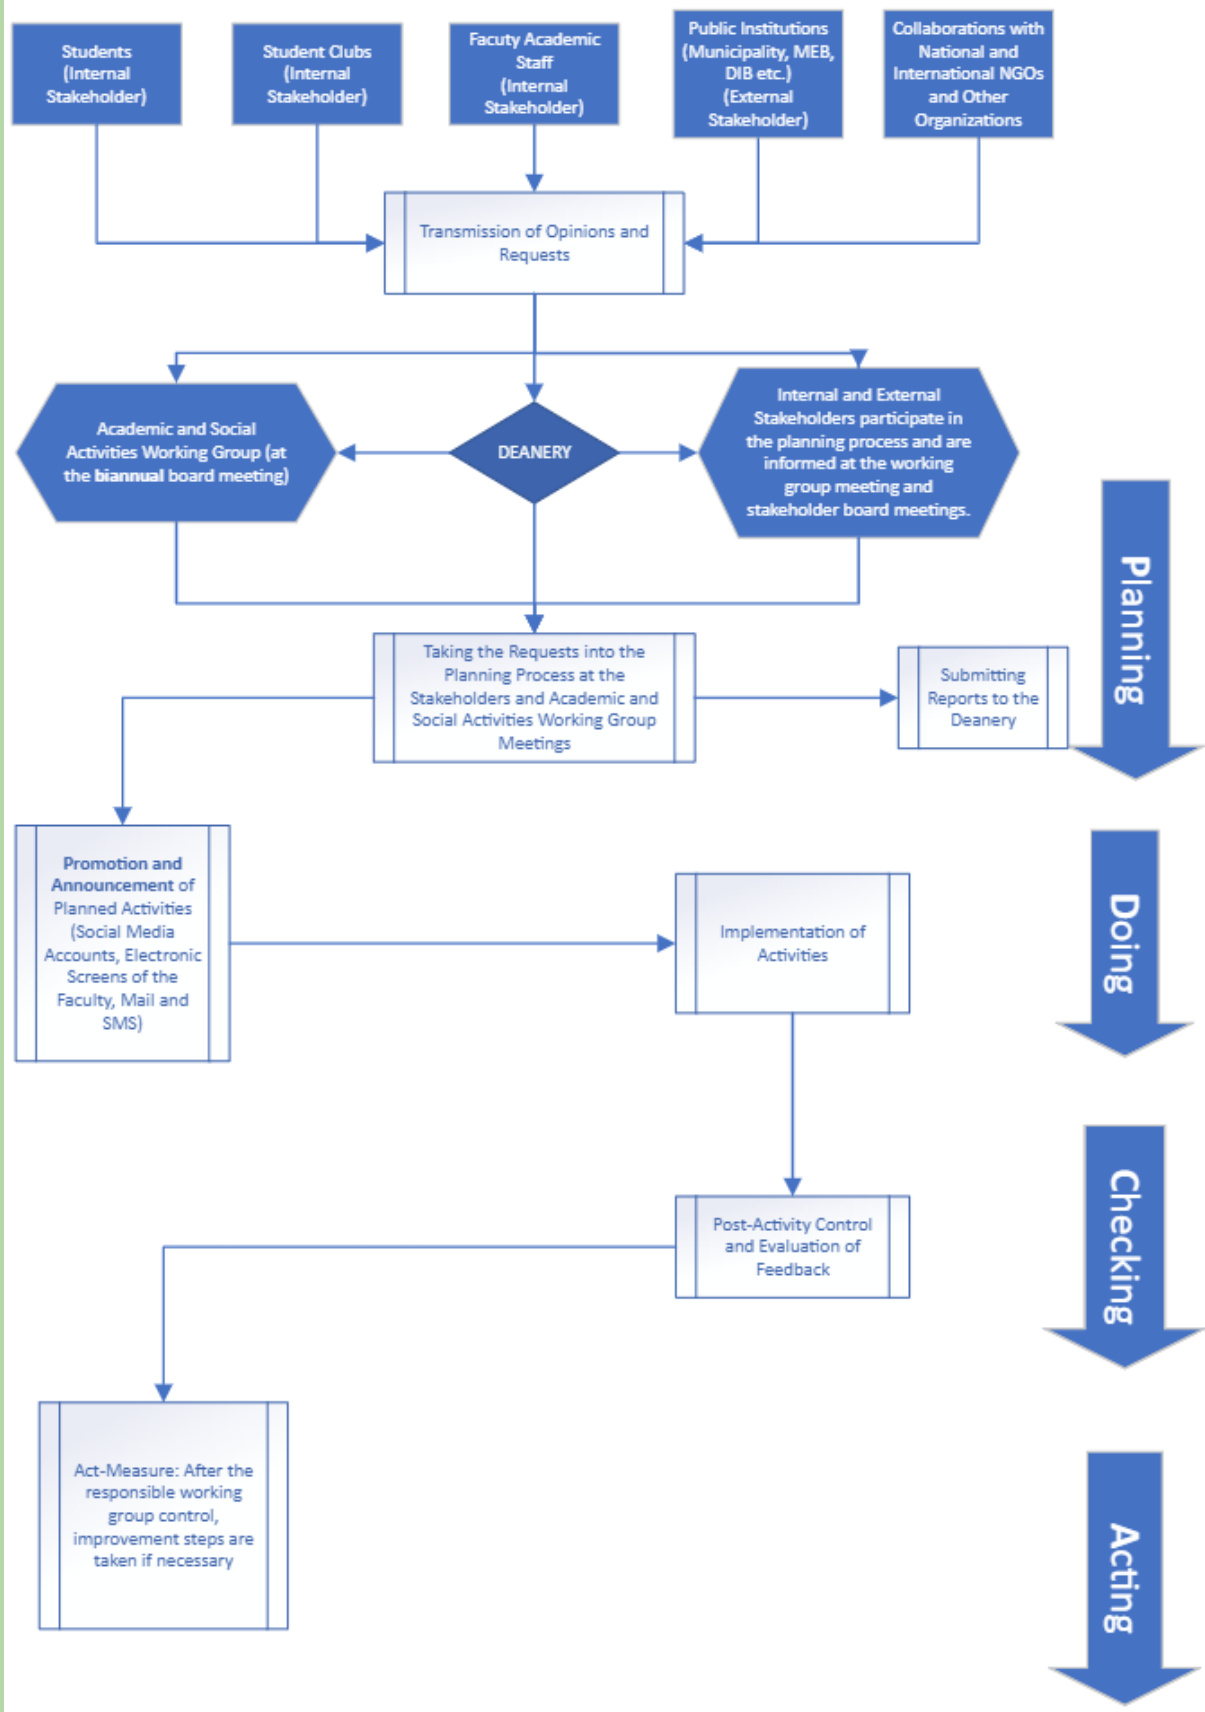 Students
(Internal
Stakeholder)
Student Clubs
(Internal
Stakeholder)
Facuty Academic
Staff
(Internal
Stakeholder)
Public Institutions
(Municipality, MEB,
DIB etc.)
(External
Stakeholder)
Collaborations with
National and
International NGOs
and Other
Organizations
Transmission of Opinions and
Requests
Academic and Social
Activities Working Group (at
the biannual board meeting)
DEANERY
Internal and External
Stakeholders participate in
the planning process and are
informed at the working
group meeting and
stakeholder board meetings.
Planning
Taking the Requests into the
Planning Process at the
Stakeholders and Academic and
Social Activities Working Group
Meetings
Submitting
Reports to the
Deanery
Promotion and
Announcement of
Planned Activities
(Social Media
Accounts, Electronic
Screens of the
Faculty, Mail and
SMS)
Implementation of
Activities
Doing
Post-Activity Control
and Evaluation of
Feedback
Checking
Act-Measure: After the
responsible working
group control,
improvement steps are
taken if necessary
Acting